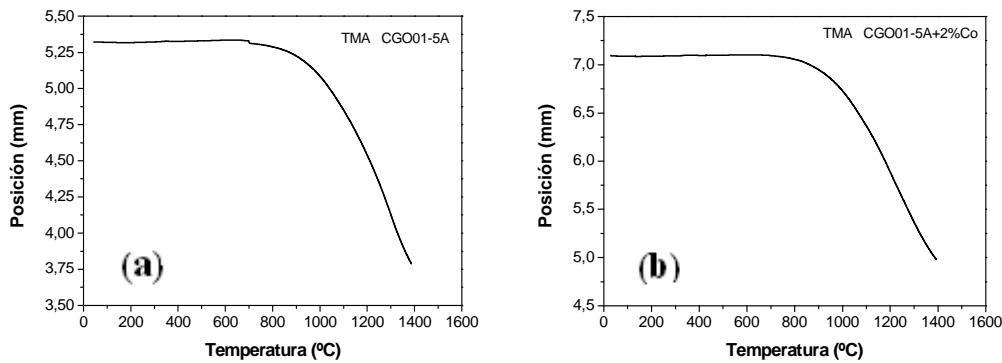 TMA CGO01-5A
5,50
5,25
5,00
4,75
4,50
4,25
4,00
3,75
3,50
Posición (mm)
(a)
0 200 400 600 800 1000 1200 1400 1600
Temperatura (ºC)
TMA CGO01-5A+2%Co
7,5
7,0
6,5
6,0
5,5
5,0
4,5
Posición (mm)
(b)
0 200 400 600 800 1000 1200 1400 1600
Temperatura (ºC)